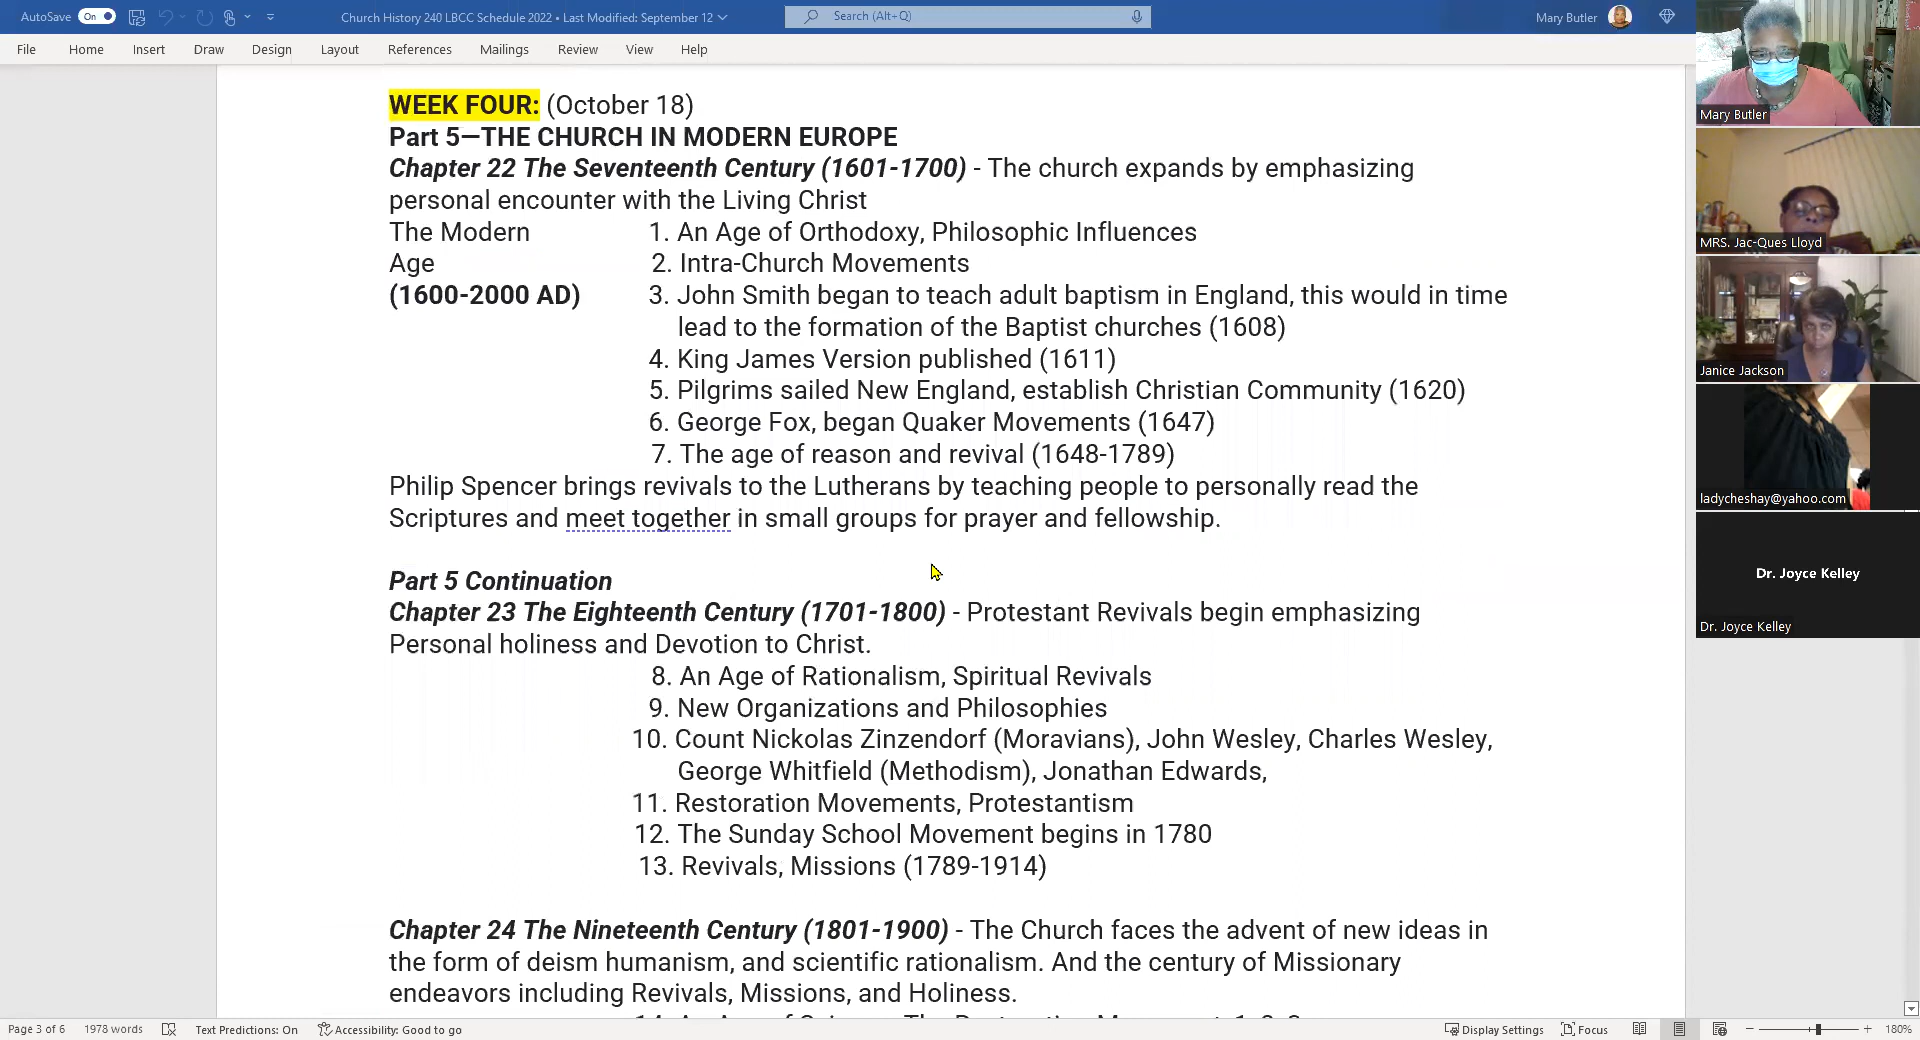 AutoSave On Church History 240 LBCC Schedule 2022 • Last Modified: September 12 Search (Alt+Q) Mary Butler
File Home Insert Draw Design Layout References Mailings Review View Help
WEEK FOUR: (October 18)
Part 5—THE CHURCH IN MODERN EUROPE
Chapter 22 The Seventeenth Century (1601-1700) - The church expands by emphasizing
personal encounter with the Living Christ
The Modern 1. An Age of Orthodoxy, Philosophic Influences
Age 2. Intra-Church Movements
(1600-2000 AD) 3. John Smith began to teach adult baptism in England, this would in time
lead to the formation of the Baptist churches (1608)
4. King James Version published (1611)
5. Pilgrims sailed New England, establish Christian Community (1620)
6. George Fox, began Quaker Movements (1647)
7. The age of reason and revival (1648-1789)
Philip Spencer brings revivals to the Lutherans by teaching people to personally read the
Scriptures and meet together in small groups for prayer and fellowship.
Part 5 Continuation
Chapter 23 The Eighteenth Century (1701-1800) - Protestant Revivals begin emphasizing
Personal holiness and Devotion to Christ.
8. An Age of Rationalism, Spiritual Revivals
9. New Organizations and Philosophies
10. Count Nickolas Zinzendorf (Moravians), John Wesley, Charles Wesley,
George Whitfield (Methodism), Jonathan Edwards,
11. Restoration Movements, Protestantism
12. The Sunday School Movement begins in 1780
13. Revivals, Missions (1789-1914)
Chapter 24 The Nineteenth Century (1801-1900) - The Church faces the advent of new ideas in
the form of deism humanism, and scientific rationalism. And the century of Missionary
endeavors including Revivals, Missions, and Holiness.
Page 3 of 6 1978 words Text Predictions: On Accessibility: Good to go Display Settings Focus 180%
Mary Butler
MRS. Jac-Ques Lloyd
Janice Jackson
ladycheshay@yahoo.com
Dr. Joyce Kelley
Dr. Joyce Kelley